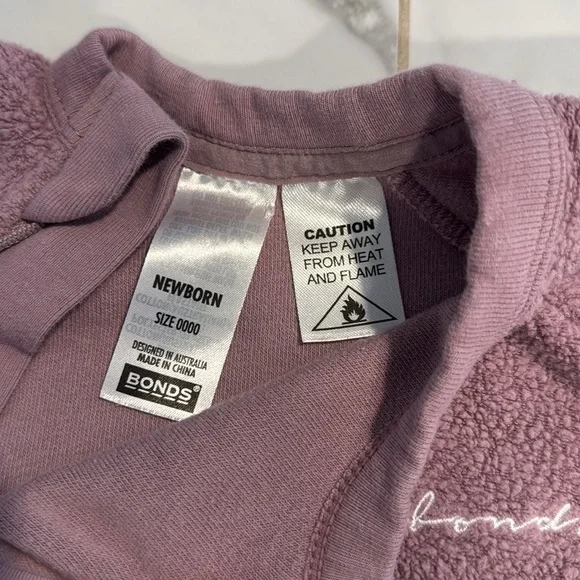 NEWBORN
SIZE 0000
DESIGNED IN AUSTRALIA
MADE IN CHINA
BONDS®
CAUTION
KEEP AWAY
FROM HEAT
AND FLAME
bond